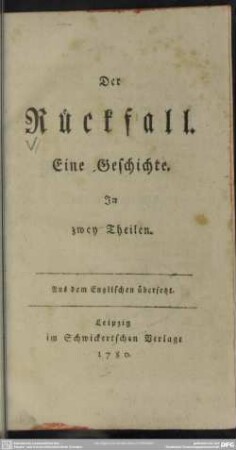 Der
Rückfall.
Eine Geschichte.
In
zwey Theilen.
Aus dem Englischen übersetzt.
Leipzig
im Schwickertschen Verlage
1780.